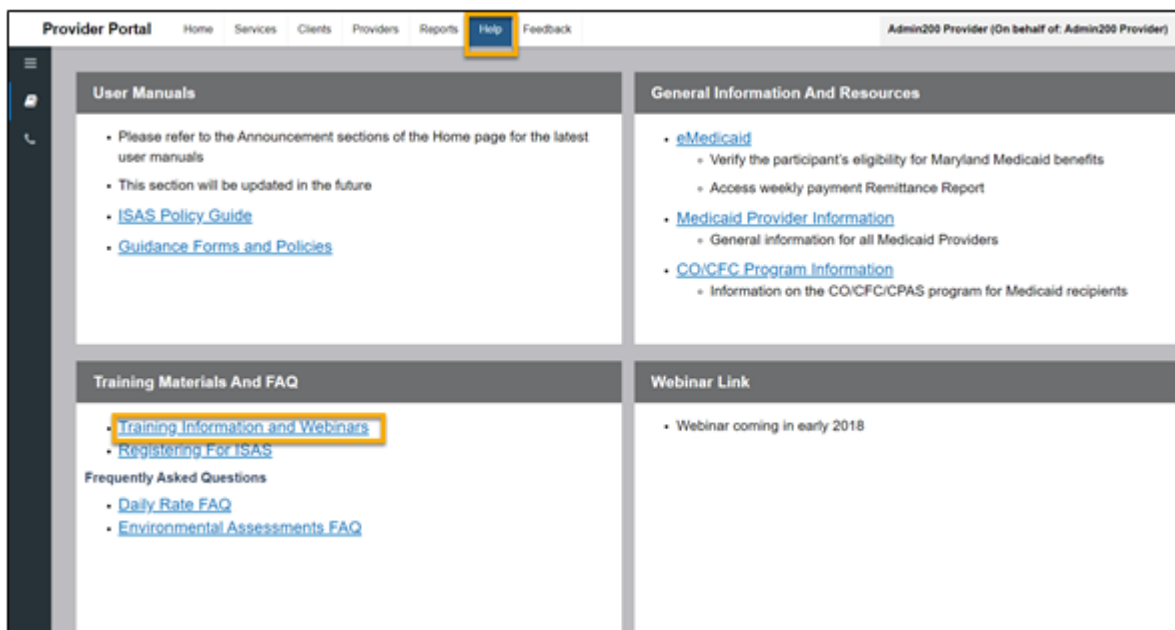 Provider Portal Home Services Clients Providers Reports Help Feedback Admin200 Provider (On behalf of: Admin200 Provider)
User Manuals
Please refer to the Announcement sections of the Home page for the latest
user manuals
This section will be updated in the future
ISAS Policy Guide
Guidance Forms and Policies
General Information And Resources
eMedicaid
Verify the participant's eligibility for Maryland Medicaid benefits
Access weekly payment Remittance Report
Medicaid Provider Information
General information for all Medicaid Providers
CO/CFC Program Information
Information on the CO/CFC/CPAS program for Medicaid recipients
Training Materials And FAQ
Training Information and Webinars
Registering For ISAS
Frequently Asked Questions
Daily Rate FAQ
Environmental Assessments FAQ
Webinar Link
Webinar coming in early 2018